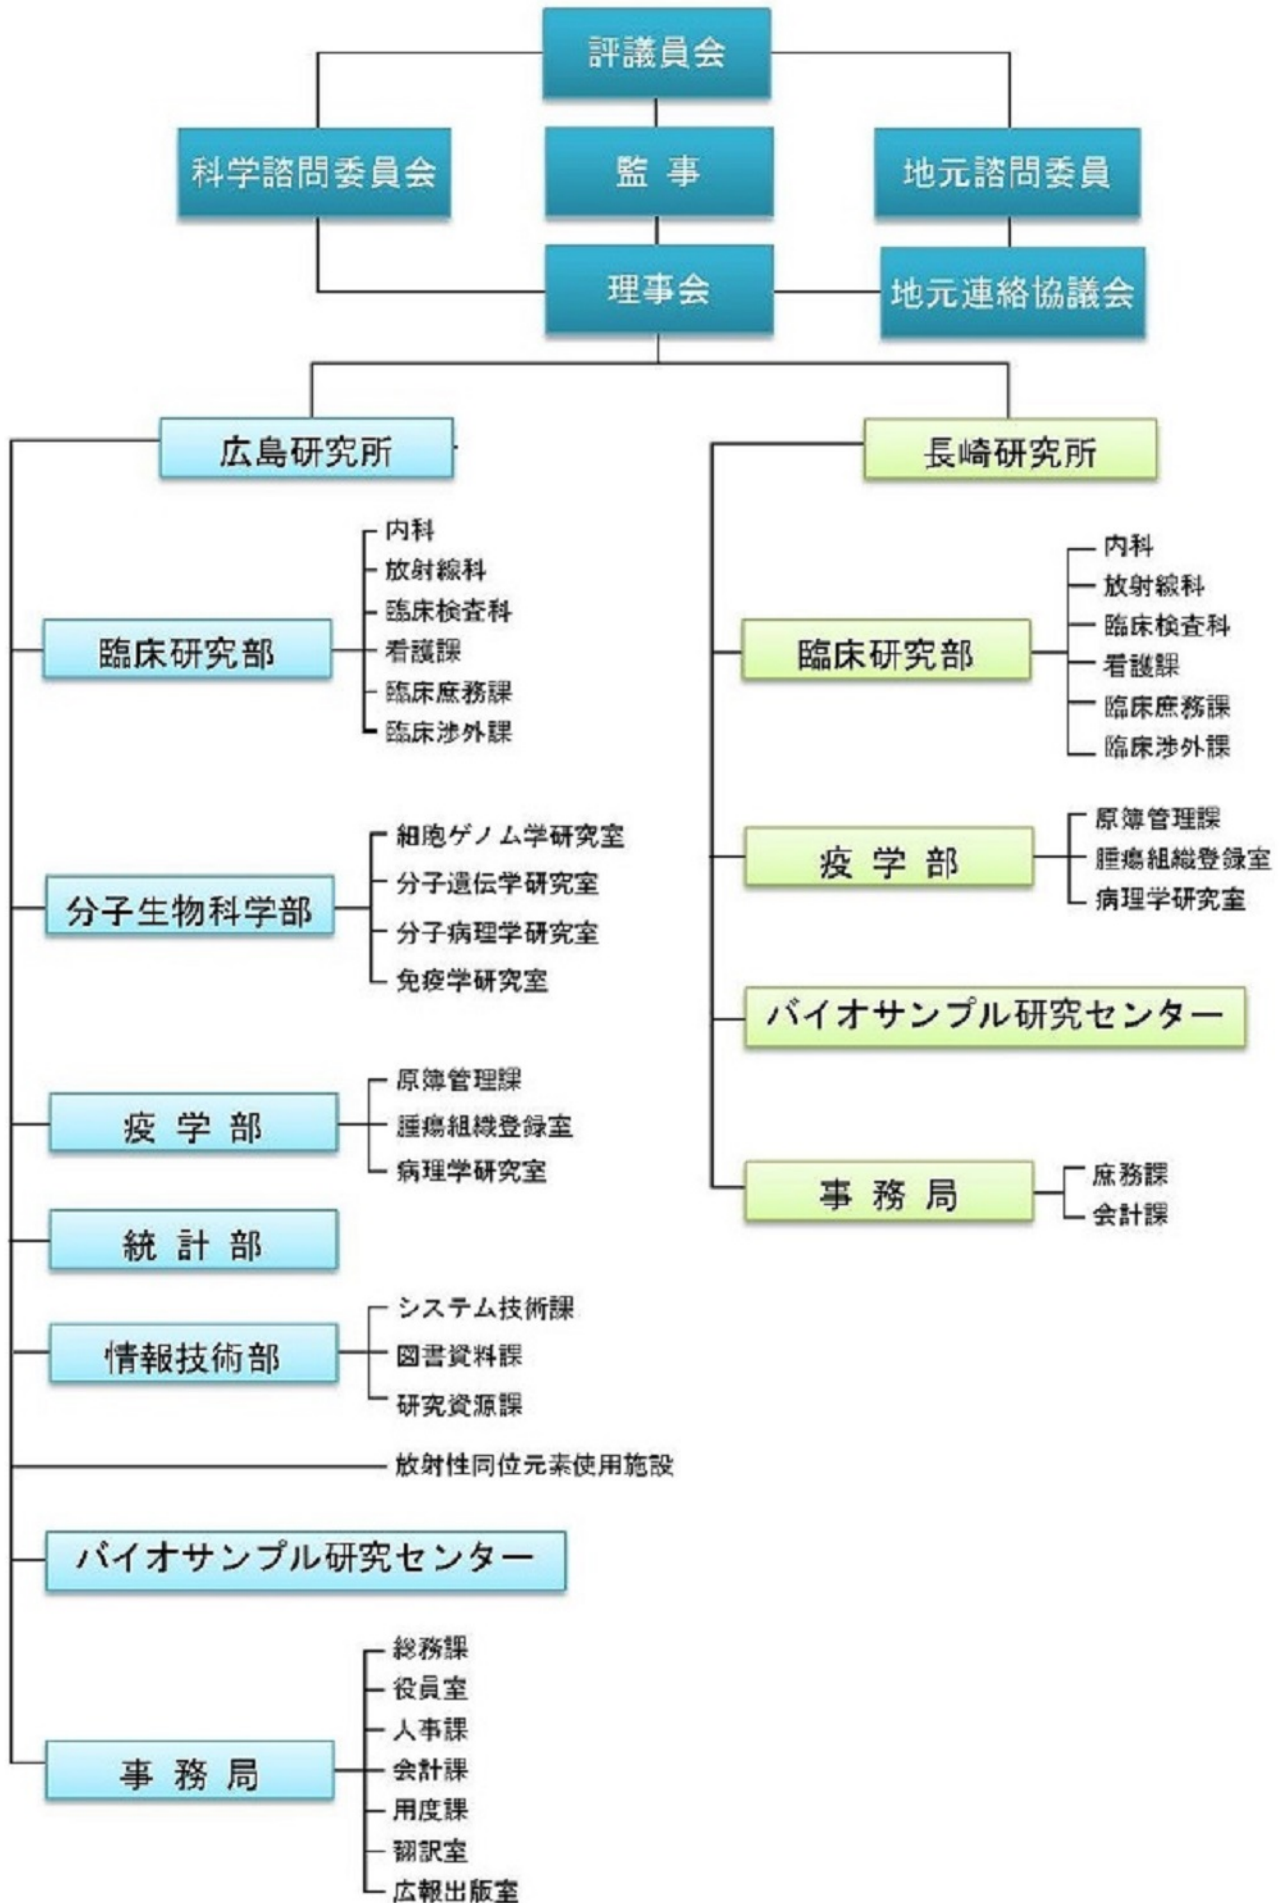 評議員会
科学諮問委員会
監 事
地元諮問委員
理事会
地元連絡協議会
広島研究所
臨床研究部
内科
放射線科
臨床検査科
看護課
臨床庶務課
臨床渉外課
分子生物科学部
細胞ゲノム学研究室
分子遺伝学研究室
分子病理学研究室
免疫学研究室
疫 学 部
原簿管理課
腫瘍組織登録室
病理学研究室
統 計 部
情報技術部
システム技術課
図書資料課
研究資源課
放射性同位元素使用施設
バイオサンプル研究センター
事 務 局
総務課
役員室
人事課
会計課
用度課
翻訳室
広報出版室
長崎研究所
臨床研究部
内科
放射線科
臨床検査科
看護課
臨床庶務課
臨床渉外課
疫 学 部
原簿管理課
腫瘍組織登録室
病理学研究室
バイオサンプル研究センター
事 務 局
庶務課
会計課